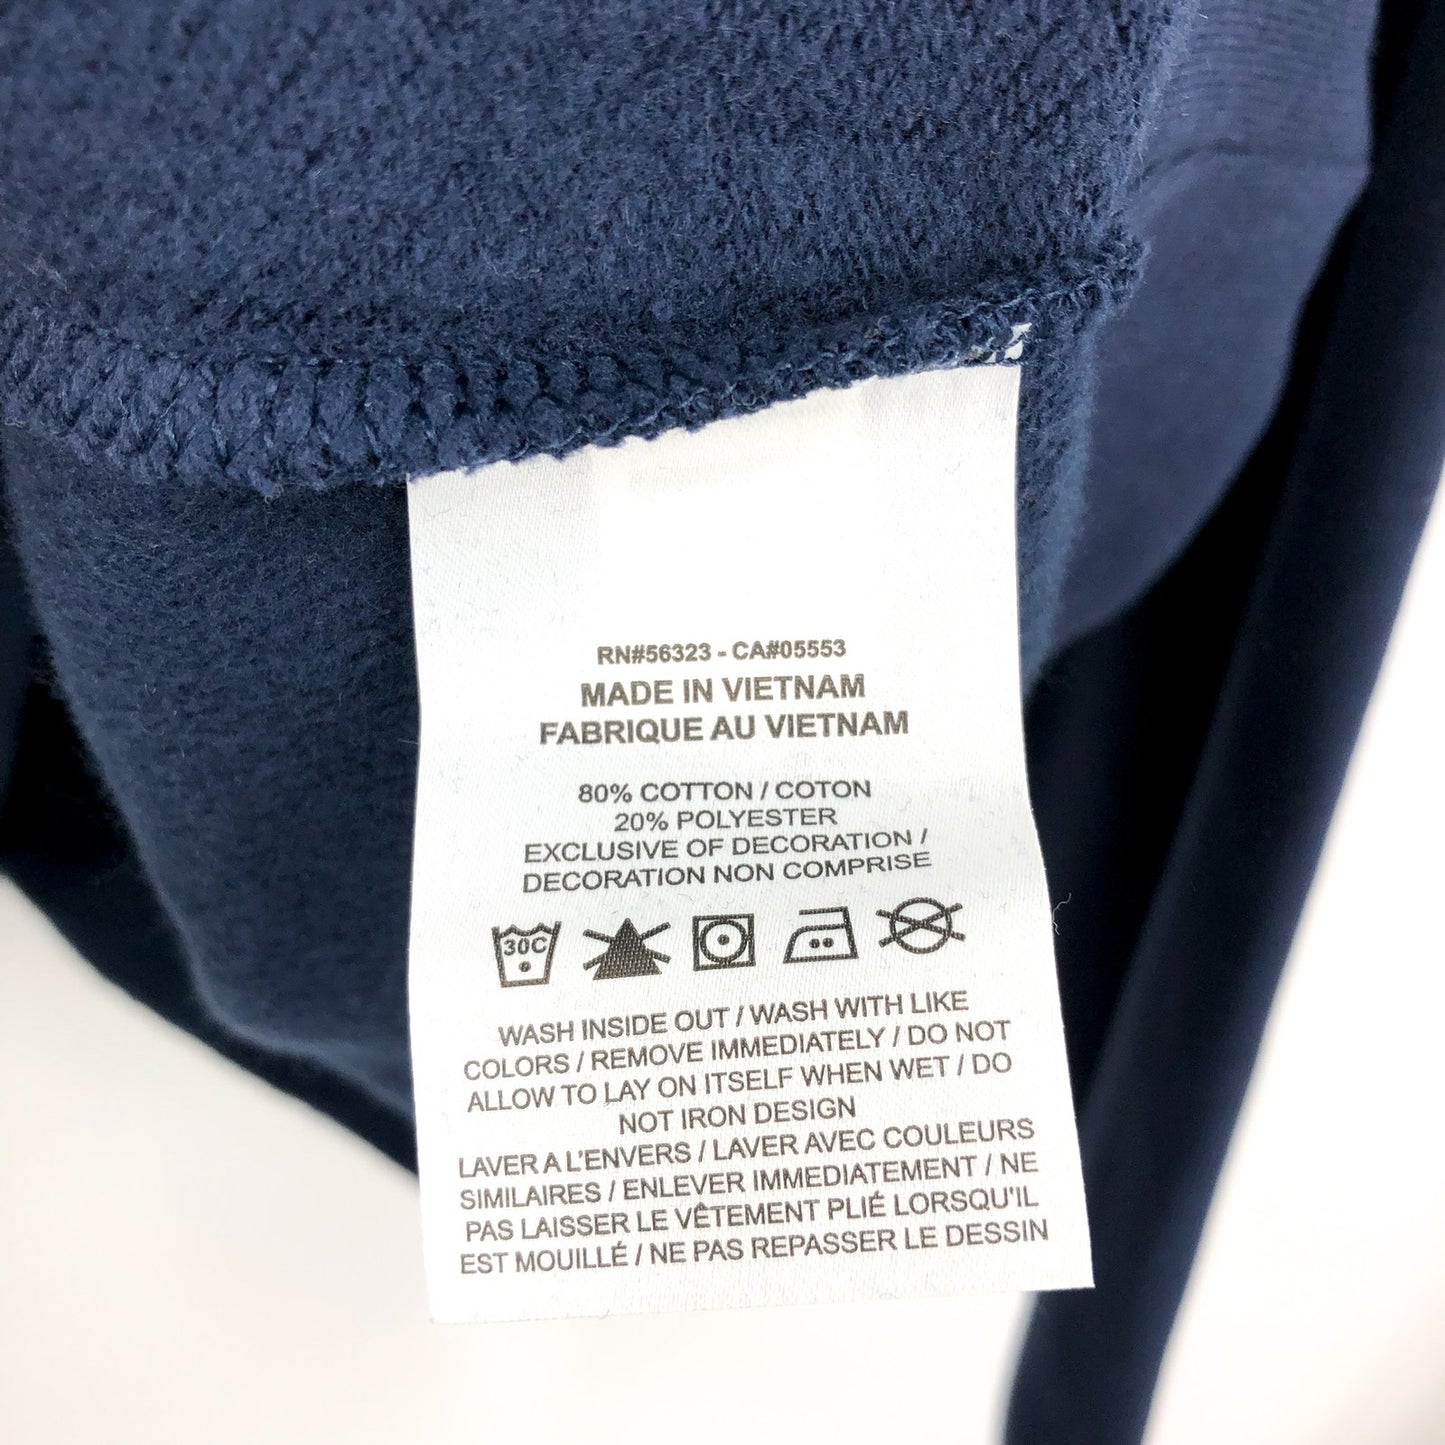 RN#56323 - CA#05553
MADE IN VIETNAM
FABRIQUE AU VIETNAM
80% COTTON / COTON
20% POLYESTER
EXCLUSIVE OF DECORATION /
DECORATION NON COMPRISE
30C
WASH INSIDE OUT / WASH WITH LIKE
COLORS / REMOVE IMMEDIATELY / DO NOT
ALLOW TO LAY ON ITSELF WHEN WET / DO
NOT IRON DESIGN
LAVER A L'ENVERS / LAVER AVEC COULEURS
SIMILAIRES / ENLEVER IMMEDIATEMENT / NE
PAS LAISSER LE VÊTEMENT PLIÉ LORSQU'IL
EST MOUILLÉ / NE PAS REPASSER LE DESSIN